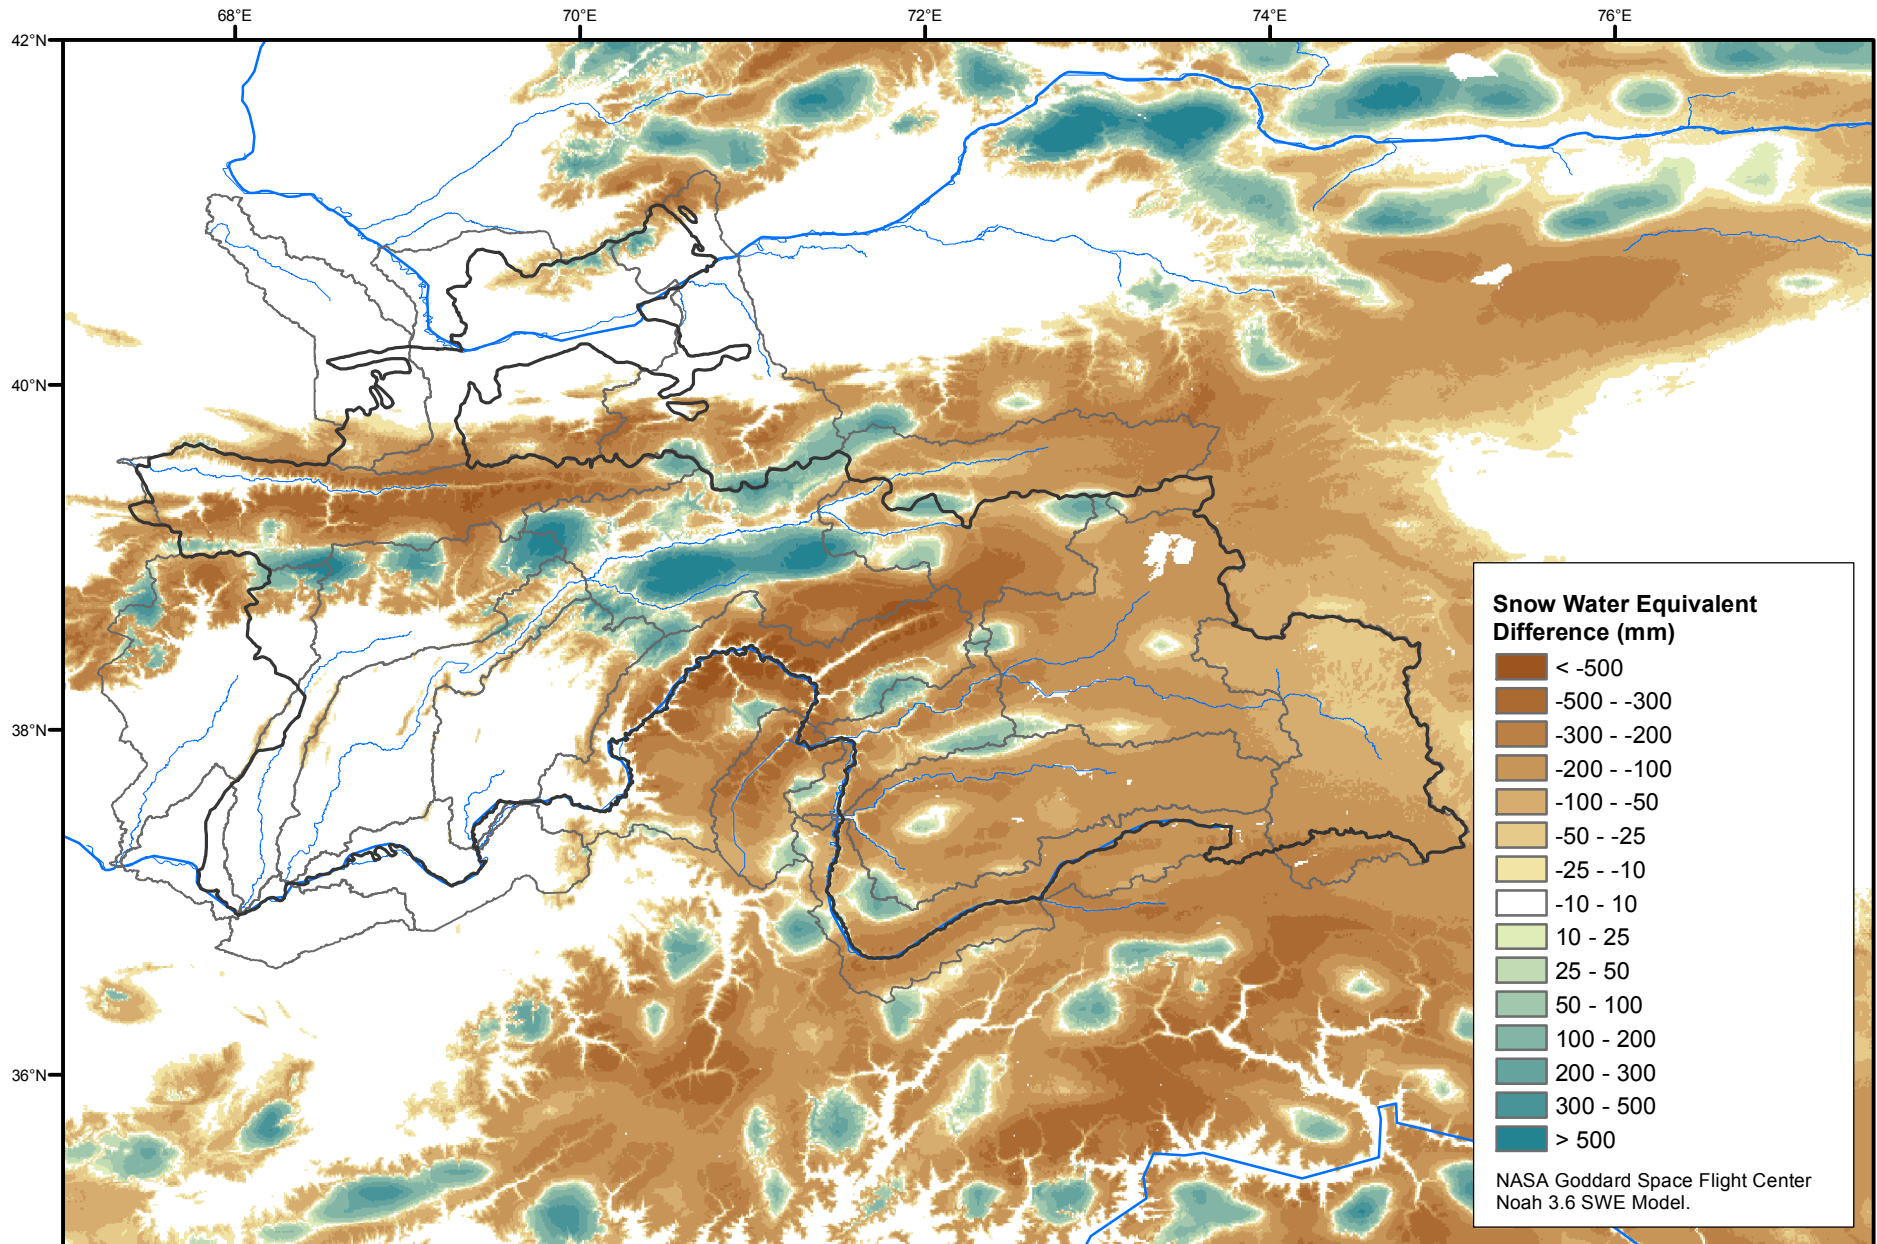 68°E 70°E 72°E 74°E 76°E
42°N
40°N
38°N
36°N
Snow Water Equivalent
Difference (mm)
< -500
-500 - -300
-300 - -200
-200 - -100
-100 - -50
-50 - -25
-25 - -10
-10 - 10
10 - 25
25 - 50
50 - 100
100 - 200
200 - 300
300 - 500
> 500
NASA Goddard Space Flight Center
Noah 3.6 SWE Model.